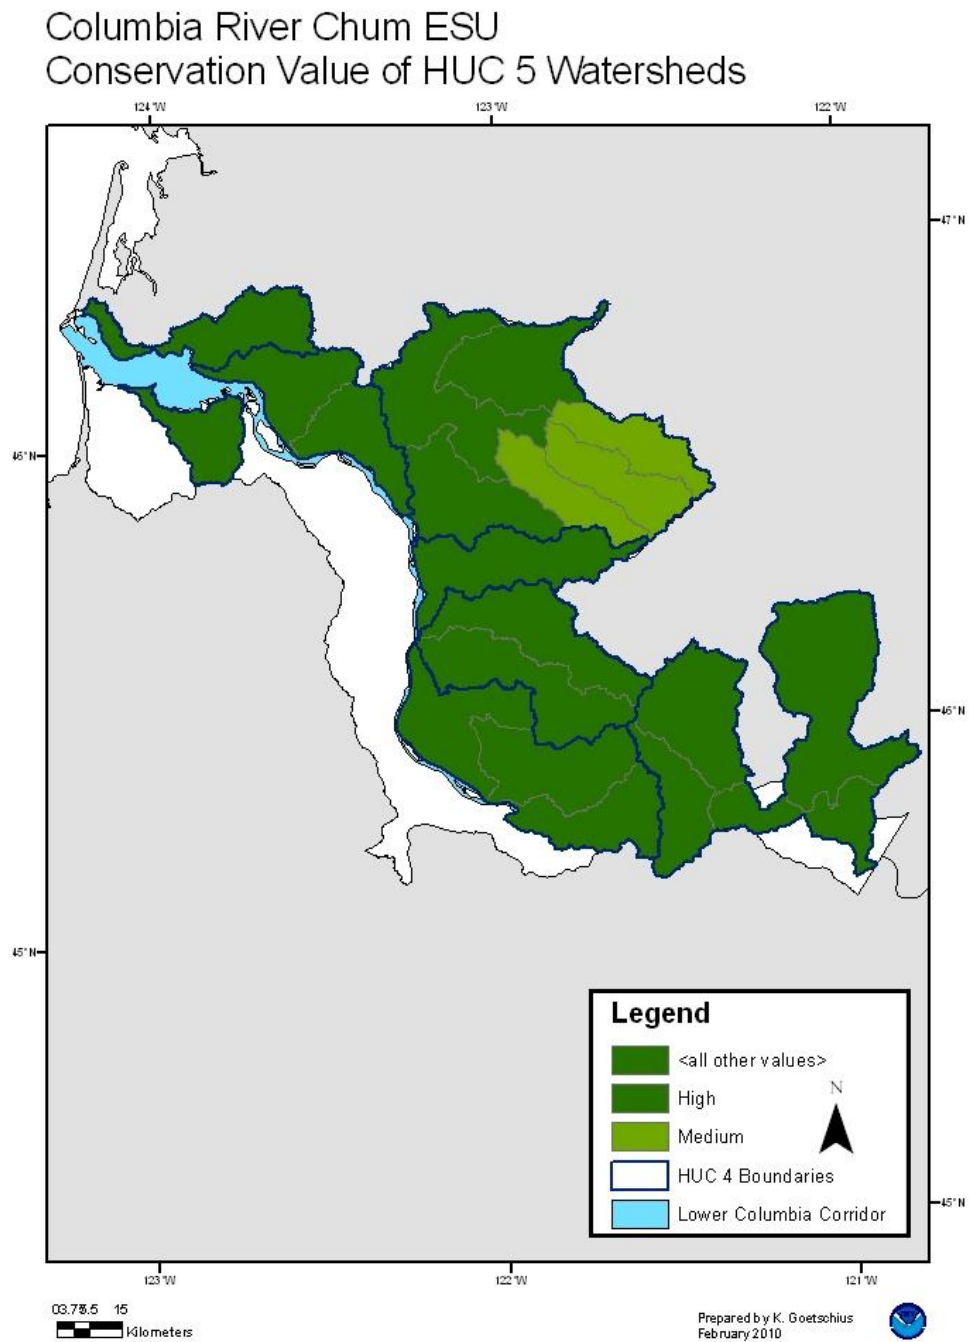 Columbia River Chum ESU
Conservation Value of HUC 5 Watersheds
124°W 123°W 122°W
47°N
46°N
46°N
45°N
45°N
Legend
<all other values>
High
Medium
HUC 4 Boundaries
Lower Columbia Corridor
N
123°W 122°W 121°W
15
Kilometers
Prepared by K. Goetschius
February 2010